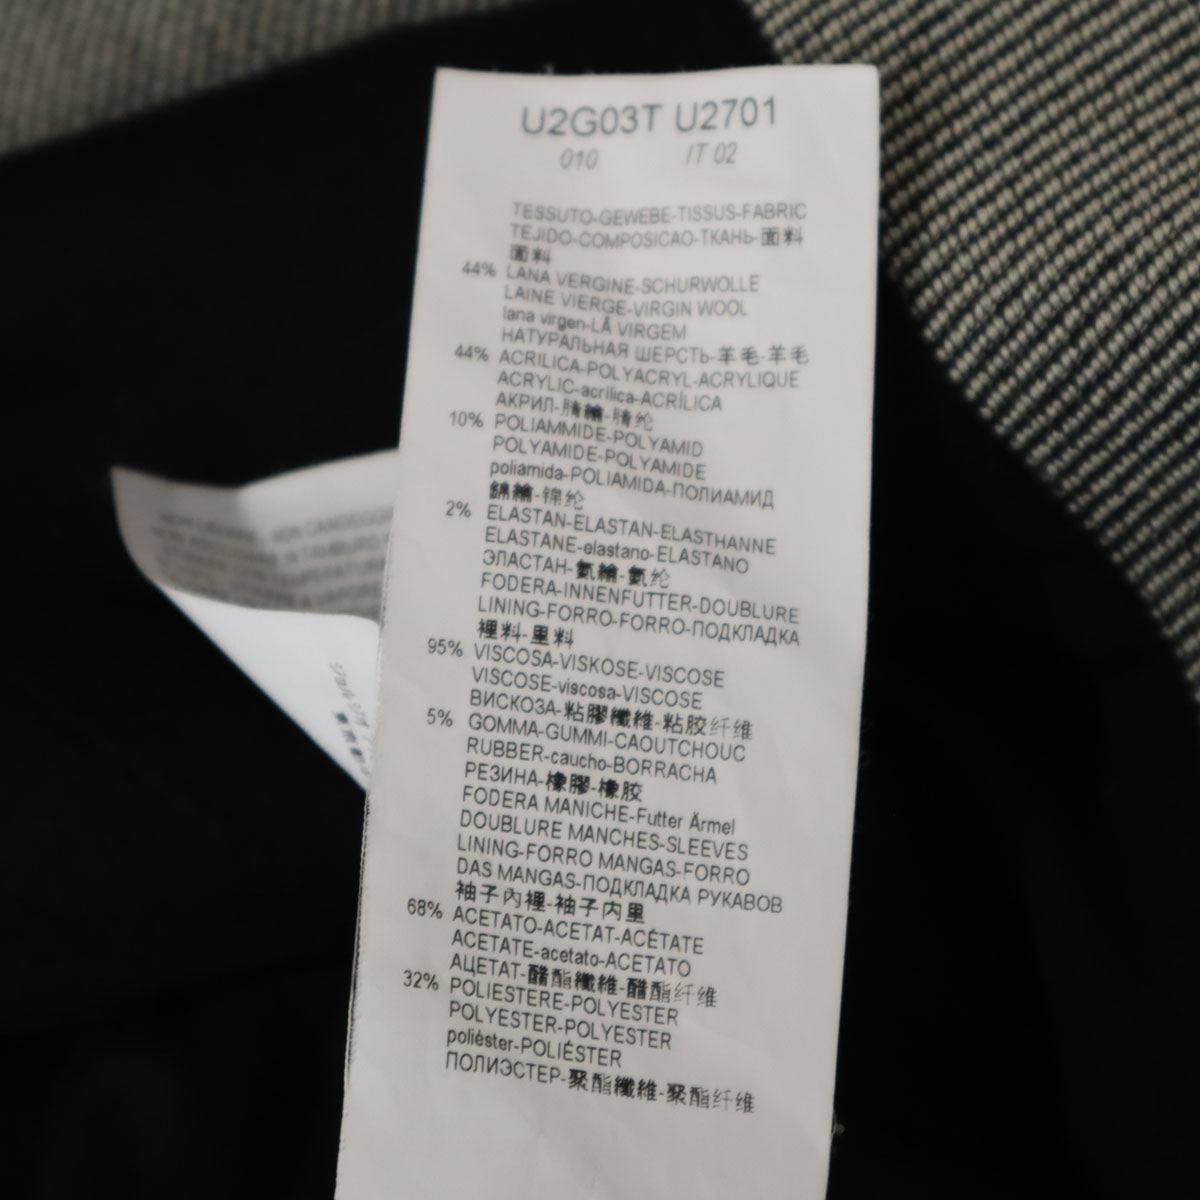 U2G03T U2701
010 IT 02
TESSUTO-GEWEBE-TISSUS-FABRIC
TEJIDO-COMPOSICAO-ТКАНЬ-面料
面料
44% LANA VERGINE-SCHURWOLLE
LAINE VIERGE-VIRGIN WOOL
lana virgen-LÃ VIRGEM
НАТУРАЛЬНАЯ ШЕРСТЬ-羊毛-羊毛
44% ACRILICA-POLYACRYL-ACRYLIQUE
ACRYLIC-acrílica-ACRÍLICA
АКРИЛ-腈綸-腈纶
10% POLIAMMIDE-POLYAMID
POLYAMIDE-POLYAMIDE
poliamida-POLIAMIDA-ПОЛИАМИД
錦綸-锦纶
2% ELASTAN-ELASTAN-ELASTHANNE
ELASTANE-elastano-ELASTANO
ЭЛАСТАН-氨綸-氨纶
FODERA-INNENFUTTER-DOUBLURE
LINING-FORRO-FORRO-ПОДКЛАДКА
裡料-里料
95% VISCOSA-VISKOSE-VISCOSE
VISCOSE-viscosa-VISCOSE
ВИСКОЗА-粘膠纖維-粘胶纤维
5% GOMMA-GUMMI-CAOUTCHOUC
RUBBER-caucho-BORRACHA
РЕЗИНА-橡膠-橡胶
FODERA MANICHE-Futter Ärmel
DOUBLURE MANCHES-SLEEVES
LINING-FORRO MANGAS-FORRO
DAS MANGAS-ПОДКЛАДКА РУКАВОВ
袖子內裡-袖子内里
68% ACETATO-ACETAT-ACÉTATE
ACETATE-acetato-ACETATO
АЦЕТАТ-醋酯纖維-醋酯纤维
32% POLIESTERE-POLYESTER
POLYESTER-POLYESTER
poliéster-POLIÉSTER
ПОЛИЭСТЕР-聚酯纖維-聚酯纤维